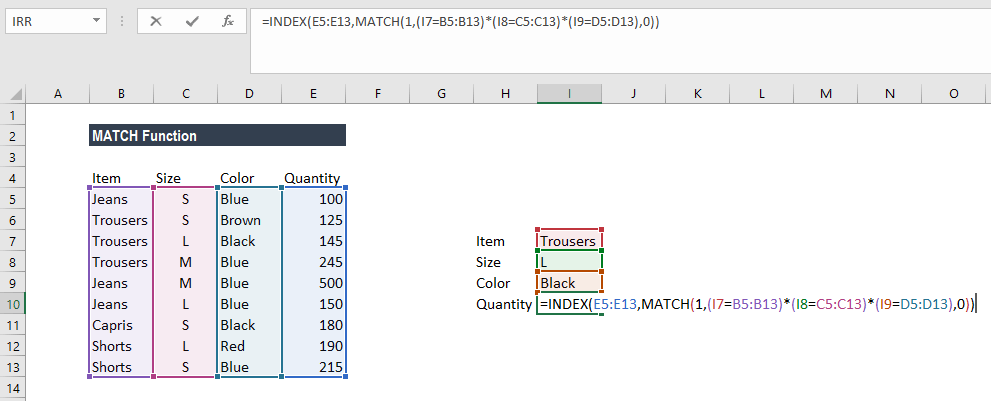 IRR fx =INDEX(E5:E13,MATCH(1,(I7=B5:B13)*(I8=C5:C13)*(I9=D5:D13),0))
A B C D E F G H I J K L M N O
1
2 MATCH Function
3
4 Item Size Color Quantity
5 Jeans S Blue 100
6 Trousers S Brown 125
7 Trousers L Black 145 Item Trousers
8 Trousers M Blue 245 Size L
9 Jeans M Blue 500 Color Black
10 Jeans L Blue 150 Quantity =INDEX(E5:E13,MATCH(1,(I7=B5:B13)*(I8=C5:C13)*(I9=D5:D13),0))
11 Capris S Black 180
12 Shorts L Red 190
13 Shorts S Blue 215
14